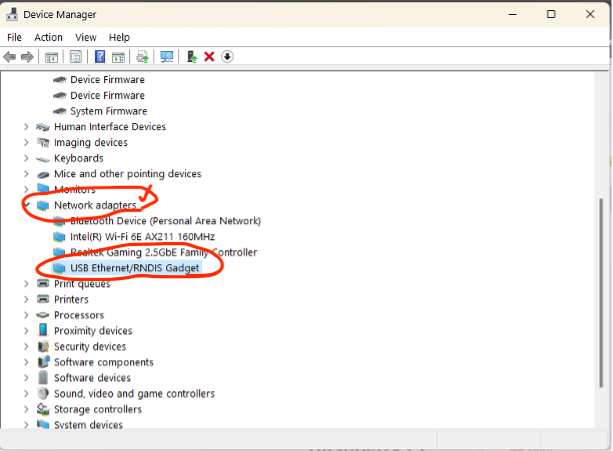 Device Manager
File Action View Help
Device Firmware
Device Firmware
System Firmware
Human Interface Devices
Imaging devices
Keyboards
Mice and other pointing devices
Monitors
Network adapters
Bluetooth Device (Personal Area Network)
Intel(R) Wi-Fi 6E AX211 160MHz
Realtek Gaming 2.5GbE Family Controller
USB Ethernet/RNDIS Gadget
Print queues
Printers
Processors
Proximity devices
Security devices
Software components
Software devices
Sound, video and game controllers
Storage controllers
System devices